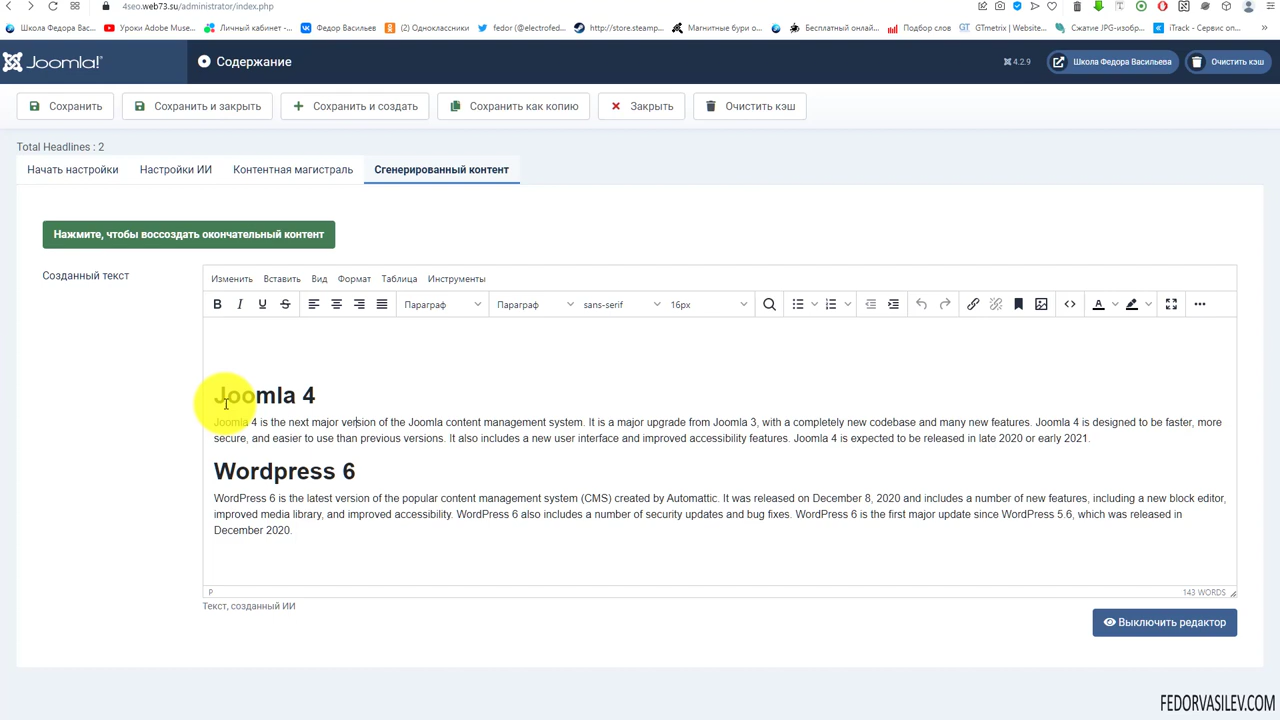 4seo.web73.su/administrator/index.php
Школа Федора Вас...
Уроки Adobe Muse...
Личный кабинет -...
Федор Васильев
(2) Одноклассники
fedor (@electrofed...
http://store.steamp...
Магнитные бури о...
Бесплатный онлай...
Подбор слов
GTmetrix | Website...
Сжатие JPG-изобр...
iTrack - Сервис оп...
Joomla!
Содержание
4.2.9
Школа Федора Васильева
Очистить кэш
Сохранить
Сохранить и закрыть
Сохранить и создать
Сохранить как копию
Закрыть
Очистить кэш
Total Headlines : 2
Начать настройки
Настройки ИИ
Контентная магистраль
Сгенерированный контент
Нажмите, чтобы воссоздать окончательный контент
Созданный текст
Изменить Вставить Вид Формат Таблица Инструменты
Параграф Параграф sans-serif 16px
Joomla 4
Joomla 4 is the next major version of the Joomla content management system. It is a major upgrade from Joomla 3, with a completely new codebase and many new features. Joomla 4 is designed to be faster, more
secure, and easier to use than previous versions. It also includes a new user interface and improved accessibility features. Joomla 4 is expected to be released in late 2020 or early 2021.
Wordpress 6
WordPress 6 is the latest version of the popular content management system (CMS) created by Automattic. It was released on December 8, 2020 and includes a number of new features, including a new block editor,
improved media library, and improved accessibility. WordPress 6 also includes a number of security updates and bug fixes. WordPress 6 is the first major update since WordPress 5.6, which was released in
December 2020.
P
143 WORDS
Текст, созданный ИИ
Выключить редактор
FEDORVASILEV.COM